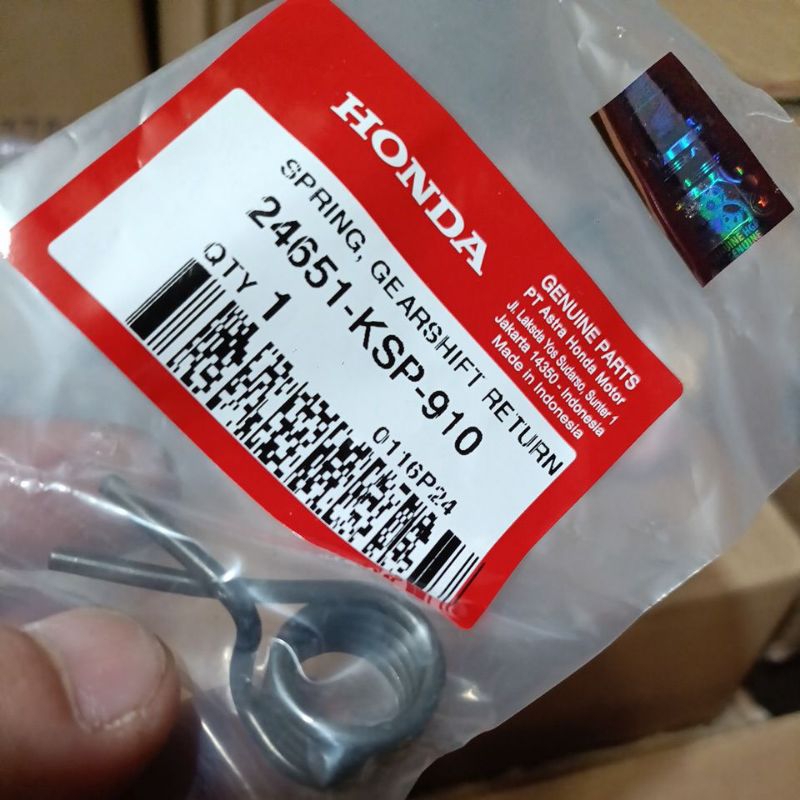 HONDA
SPRING, GEARSHIFT RETURN
24651-KSP-910
QTY 1
0116P24
GENUINE PARTS
PT Astra Honda Motor
Jl. Laksda Yos Sudarso, Sunter 1
Jakarta 14350 - Indonesia
Made in Indonesia
GENUINE